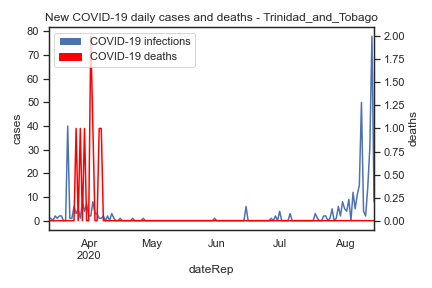 New COVID-19 daily cases and deaths - Trinidad_and_Tobago
COVID-19 infections
COVID-19 deaths
80
70
60
50
40
30
20
10
0
cases
2.00
1.75
1.50
1.25
1.00
0.75
0.50
0.25
0.00
deaths
Apr
2020
May
Jun
Jul
Aug
dateRep